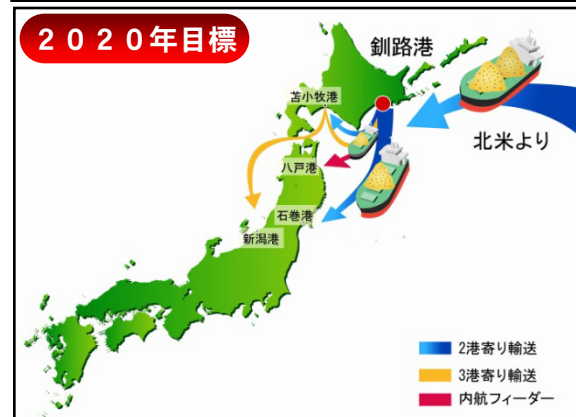 ２０２０年目標
釧路港
苫小牧港
北米より
八戸港
石巻港
新潟港
2港寄り輸送
3港寄り輸送
内航フィーダー